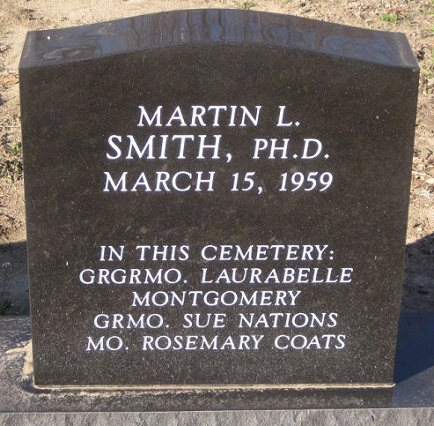 MARTIN L.
SMITH, PH.D.
MARCH 15, 1959
IN THIS CEMETERY:
GRGRMO. LAURABELLE
MONTGOMERY
GRMO. SUE NATIONS
MO. ROSEMARY COATS